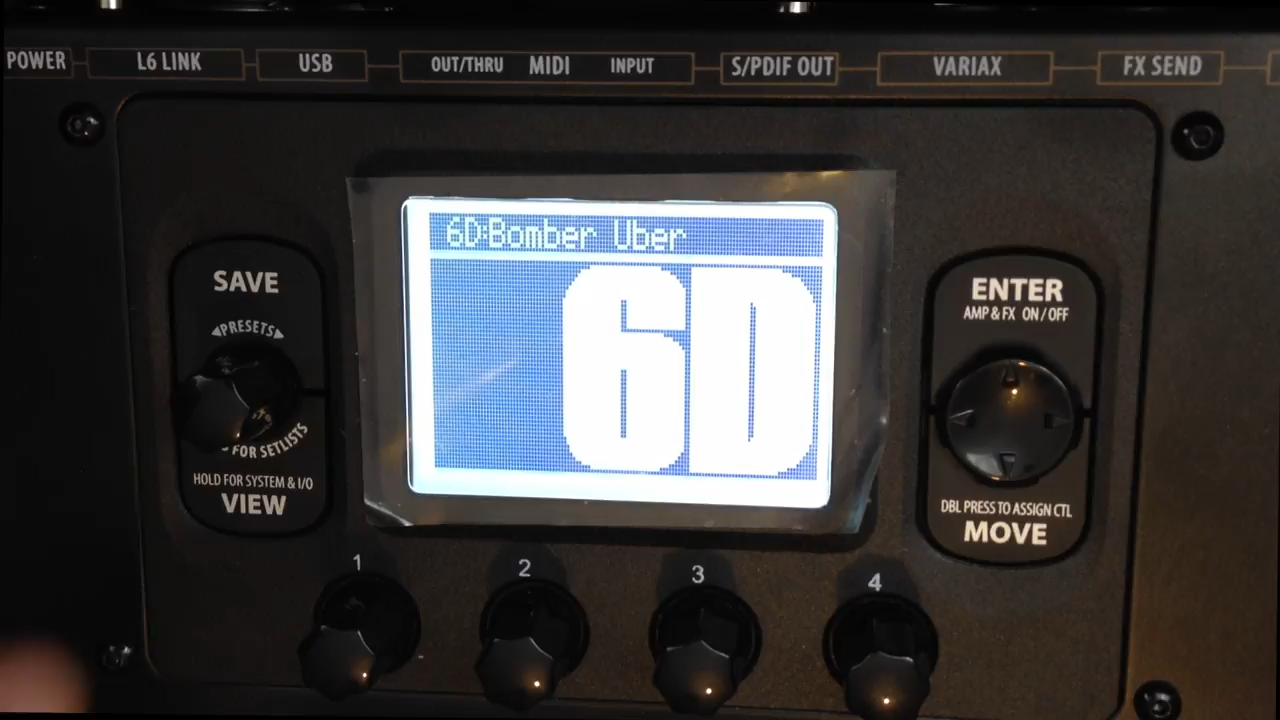 POWER L6 LINK USB OUT/THRU MIDI INPUT S/PDIF OUT VARIAX FX SEND
6D:Bomber Uber
6D
SAVE
PRESETS
FOR SETLISTS
HOLD FOR SYSTEM & I/O
VIEW
ENTER
AMP & FX ON / OFF
DBL PRESS TO ASSIGN CTL
MOVE
1 2 3 4